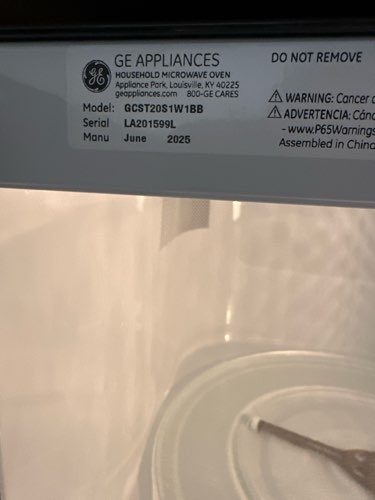 GE APPLIANCES
HOUSEHOLD MICROWAVE OVEN
Appliance Park, Louisville, KY 40225
geappliances.com 800-GE CARES
Model: GCST20S1W1BB
Serial LA201599L
Manu June 2025
DO NOT REMOVE
⚠ WARNING: Cancer
⚠ ADVERTENCIA:
- www.P65Warnings
Assembled in China